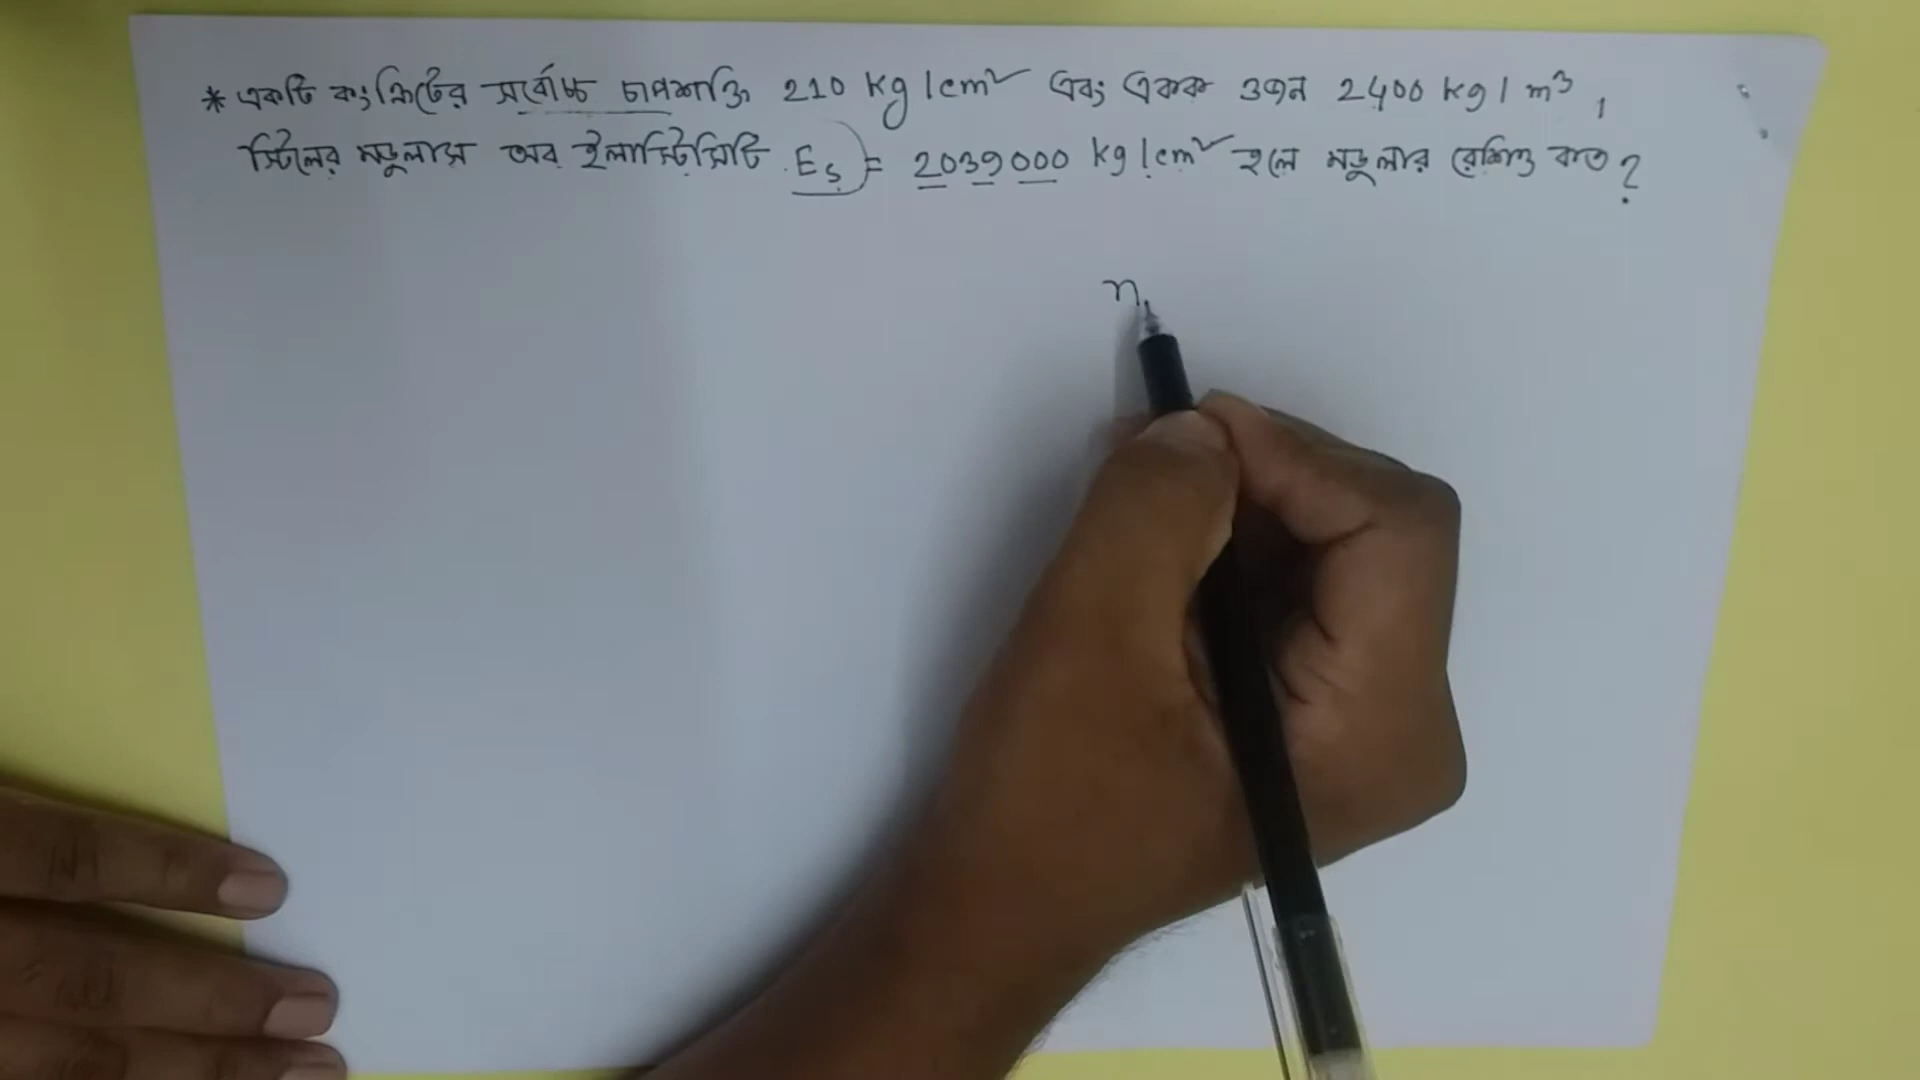 * একটি কংক্রিটের সর্বোচ্চ চাপশক্তি 210 kg/cm² এবং একক ওজন 2400 kg/m³,
স্টিলের মডুলাস অব ইলাস্টিসিটি Es = 2039000 kg/cm² হলে মডুলার রেশিও কত?
n